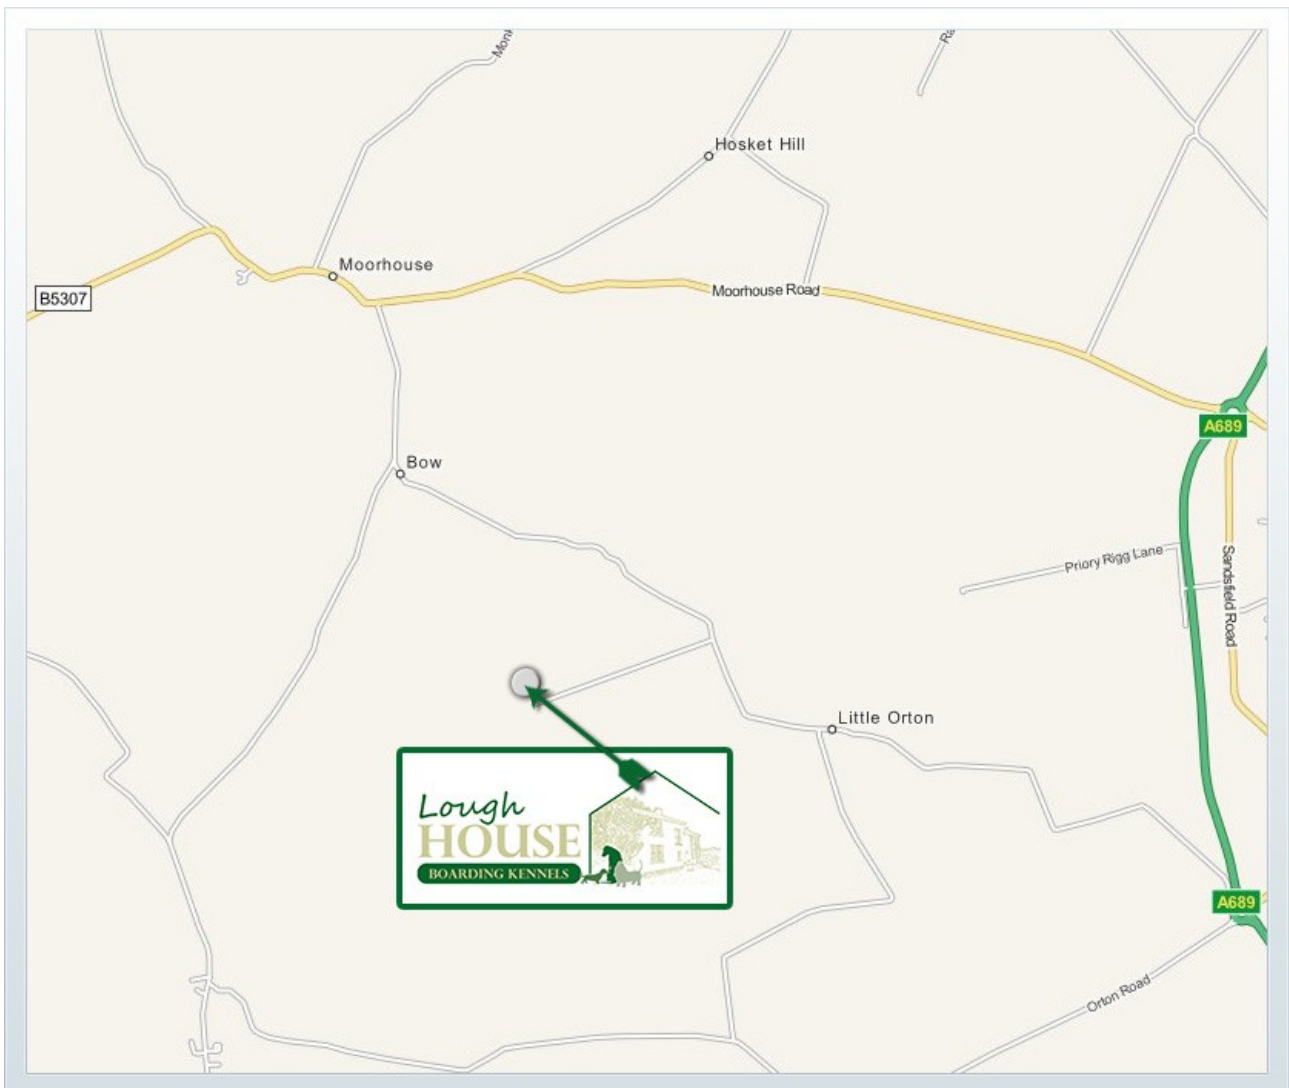 Hosket Hill
Moorhouse
B5307
Moorhouse Road
A689
Bow
Priory Rigg Lane
Sandsfield Road
Little Orton
Lough
HOUSE
BOARDING KENNELS
A689
Orton Road